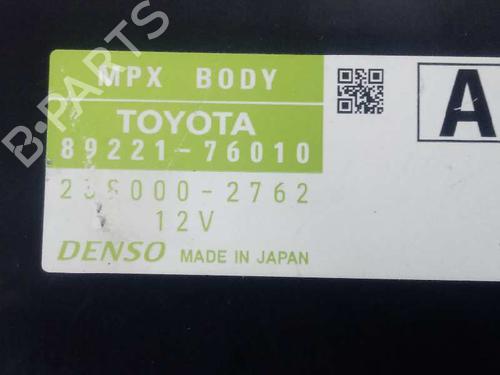 MPX BODY
TOYOTA
89221-76010
A
12V
DENSO MADE IN JAPAN
B-PARTS